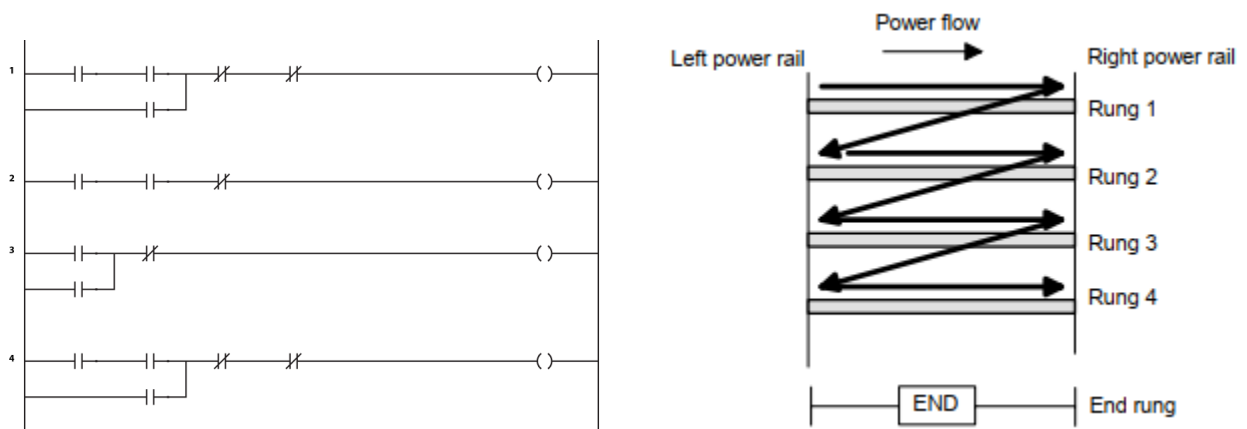 1
2
3
4
Power flow
Left power rail
Right power rail
Rung 1
Rung 2
Rung 3
Rung 4
END
End rung